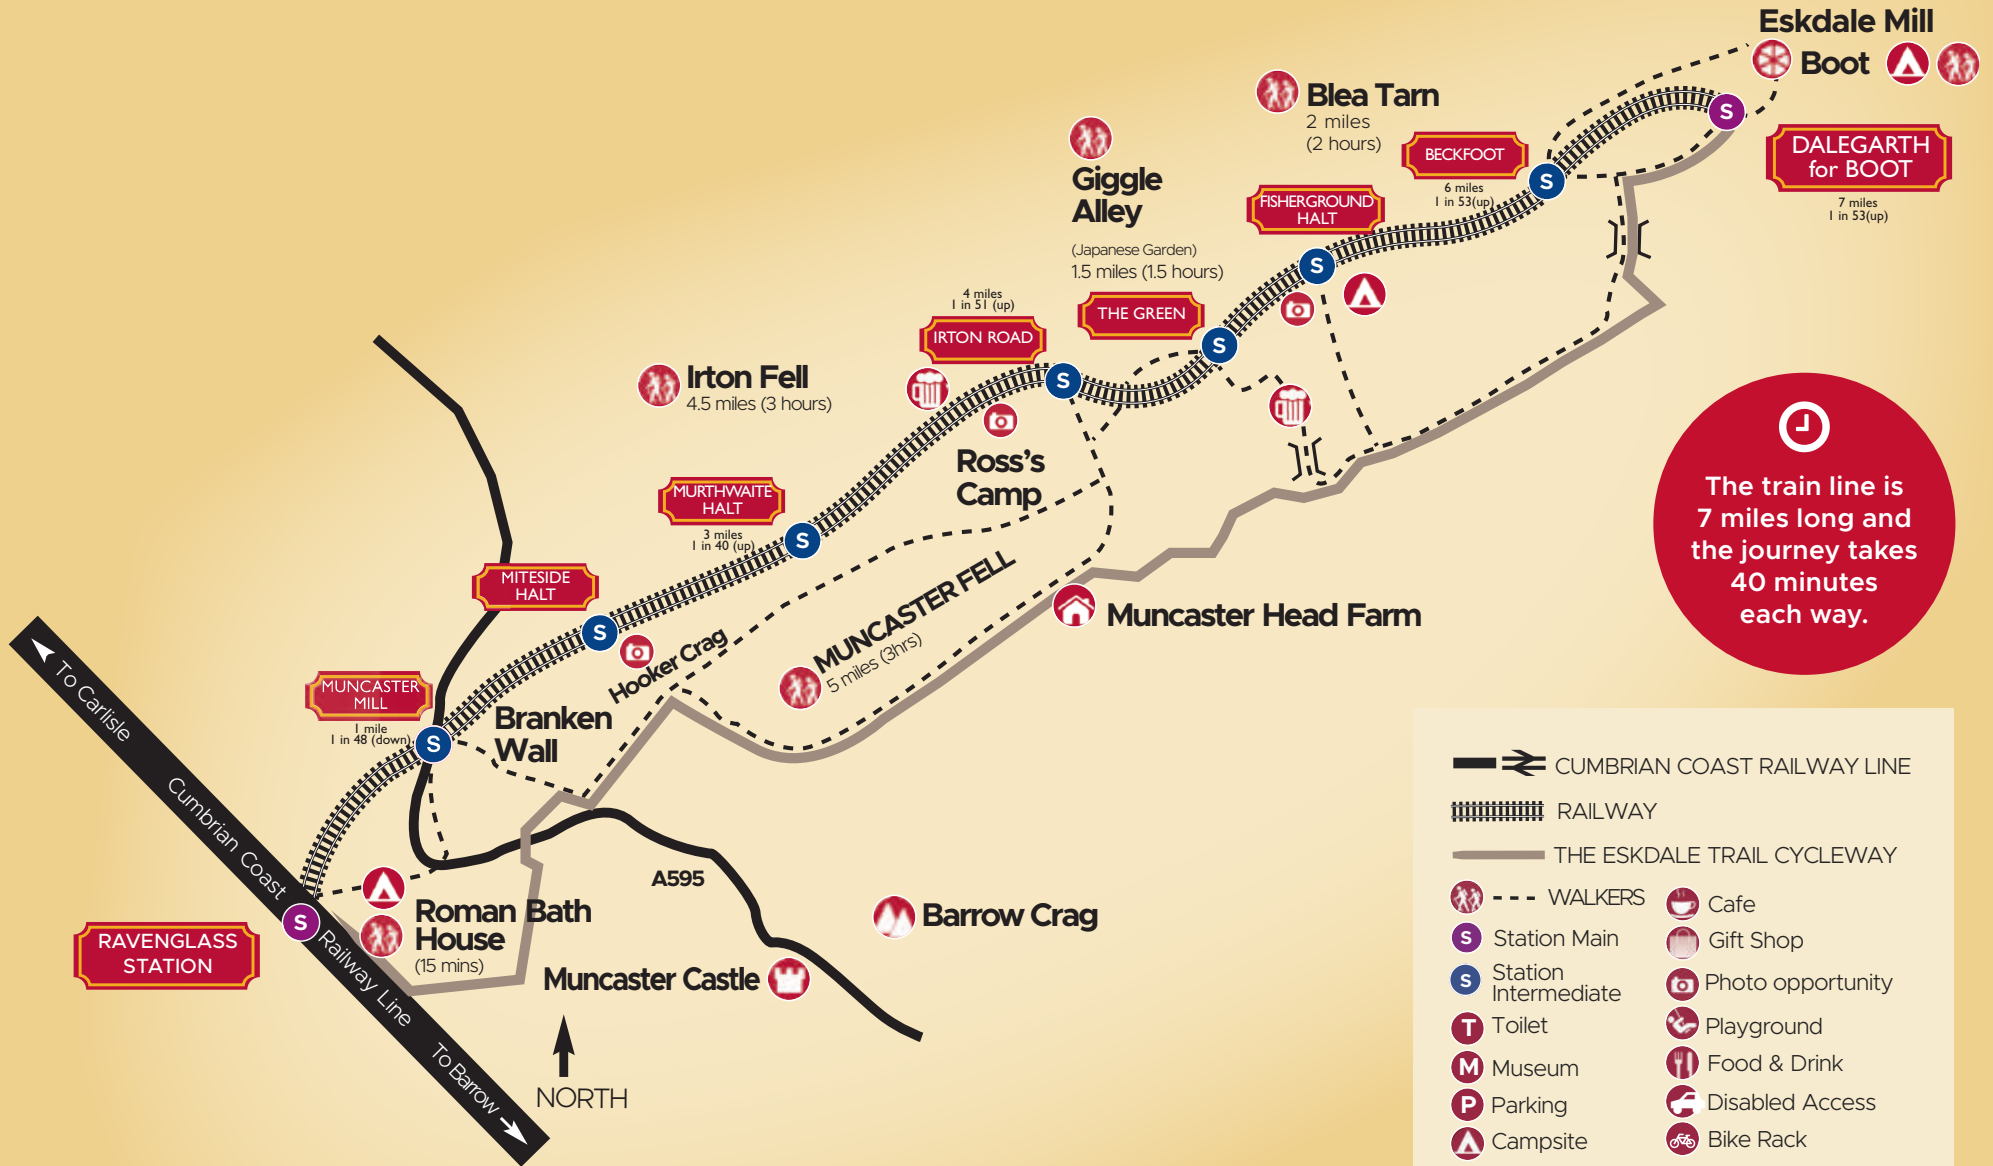 Eskdale Mill
Boot
Blea Tarn
2 miles
(2 hours)
BECKFOOT
6 miles
1 in 53(up)
S
DALEGARTH
for BOOT
7 miles
1 in 53(up)
Giggle
Alley
(Japanese Garden)
1.5 miles (1.5 hours)
FISHERGROUND
HALT
S
S
THE GREEN
S
4 miles
1 in 51 (up)
IRTON ROAD
S
Irton Fell
4.5 miles (3 hours)
Ross's
Camp
MURTHWAITE
HALT
3 miles
1 in 40 (up)
S
MITESIDE
HALT
S
Hooker Crag
MUNCASTER FELL
5 miles (3hrs)
Muncaster Head Farm
The train line is
7 miles long and
the journey takes
40 minutes
each way.
MUNCASTER
MILL
1 mile
1 in 48 (down)
S
Branken
Wall
To Carlisle
Cumbrian Coast
Railway Line
To Barrow
A595
RAVENGLASS
STATION
S
Roman Bath
House
(15 mins)
Barrow Crag
Muncaster Castle
NORTH
CUMBRIAN COAST RAILWAY LINE
RAILWAY
THE ESKDALE TRAIL CYCLEWAY
WALKERS
S Station Main
S Station
Intermediate
T Toilet
M Museum
P Parking
Campsite
Cafe
Gift Shop
Photo opportunity
Playground
Food & Drink
Disabled Access
Bike Rack